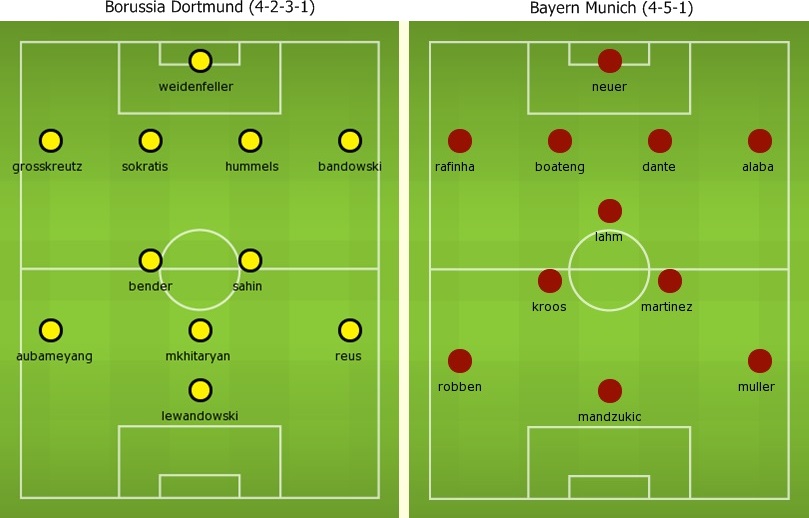 Borussia Dortmund (4-2-3-1)
weidenfeller
grosskreutz sokratis hummels bandowski
bender sahin
aubameyang mkhitaryan reus
lewandowski
Bayern Munich (4-5-1)
neuer
rafinha boateng dante alaba
lahm
kroos martinez
robben muller
mandzukic